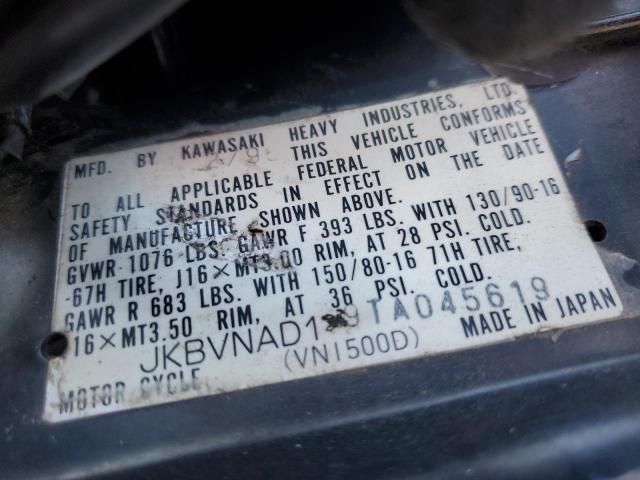 MFD. BY KAWASAKI HEAVY INDUSTRIES, LTD.
THIS VEHICLE CONFORMS
TO ALL APPLICABLE FEDERAL MOTOR VEHICLE
SAFETY STANDARDS IN EFFECT ON THE DATE
OF MANUFACTURE SHOWN ABOVE.
GVWR 1076 LBS. GAWR F 393 LBS. WITH 130/90-16
-67H TIRE, J16×MT3.00 RIM, AT 28 PSI. COLD.
GAWR R 683 LBS. WITH 150/80-16 71H TIRE,
16×MT3.50 RIM, AT 36 PSI. COLD.
JKBVNAD1 9TA045619
(VN1500D) MADE IN JAPAN
MOTOR CYCLE